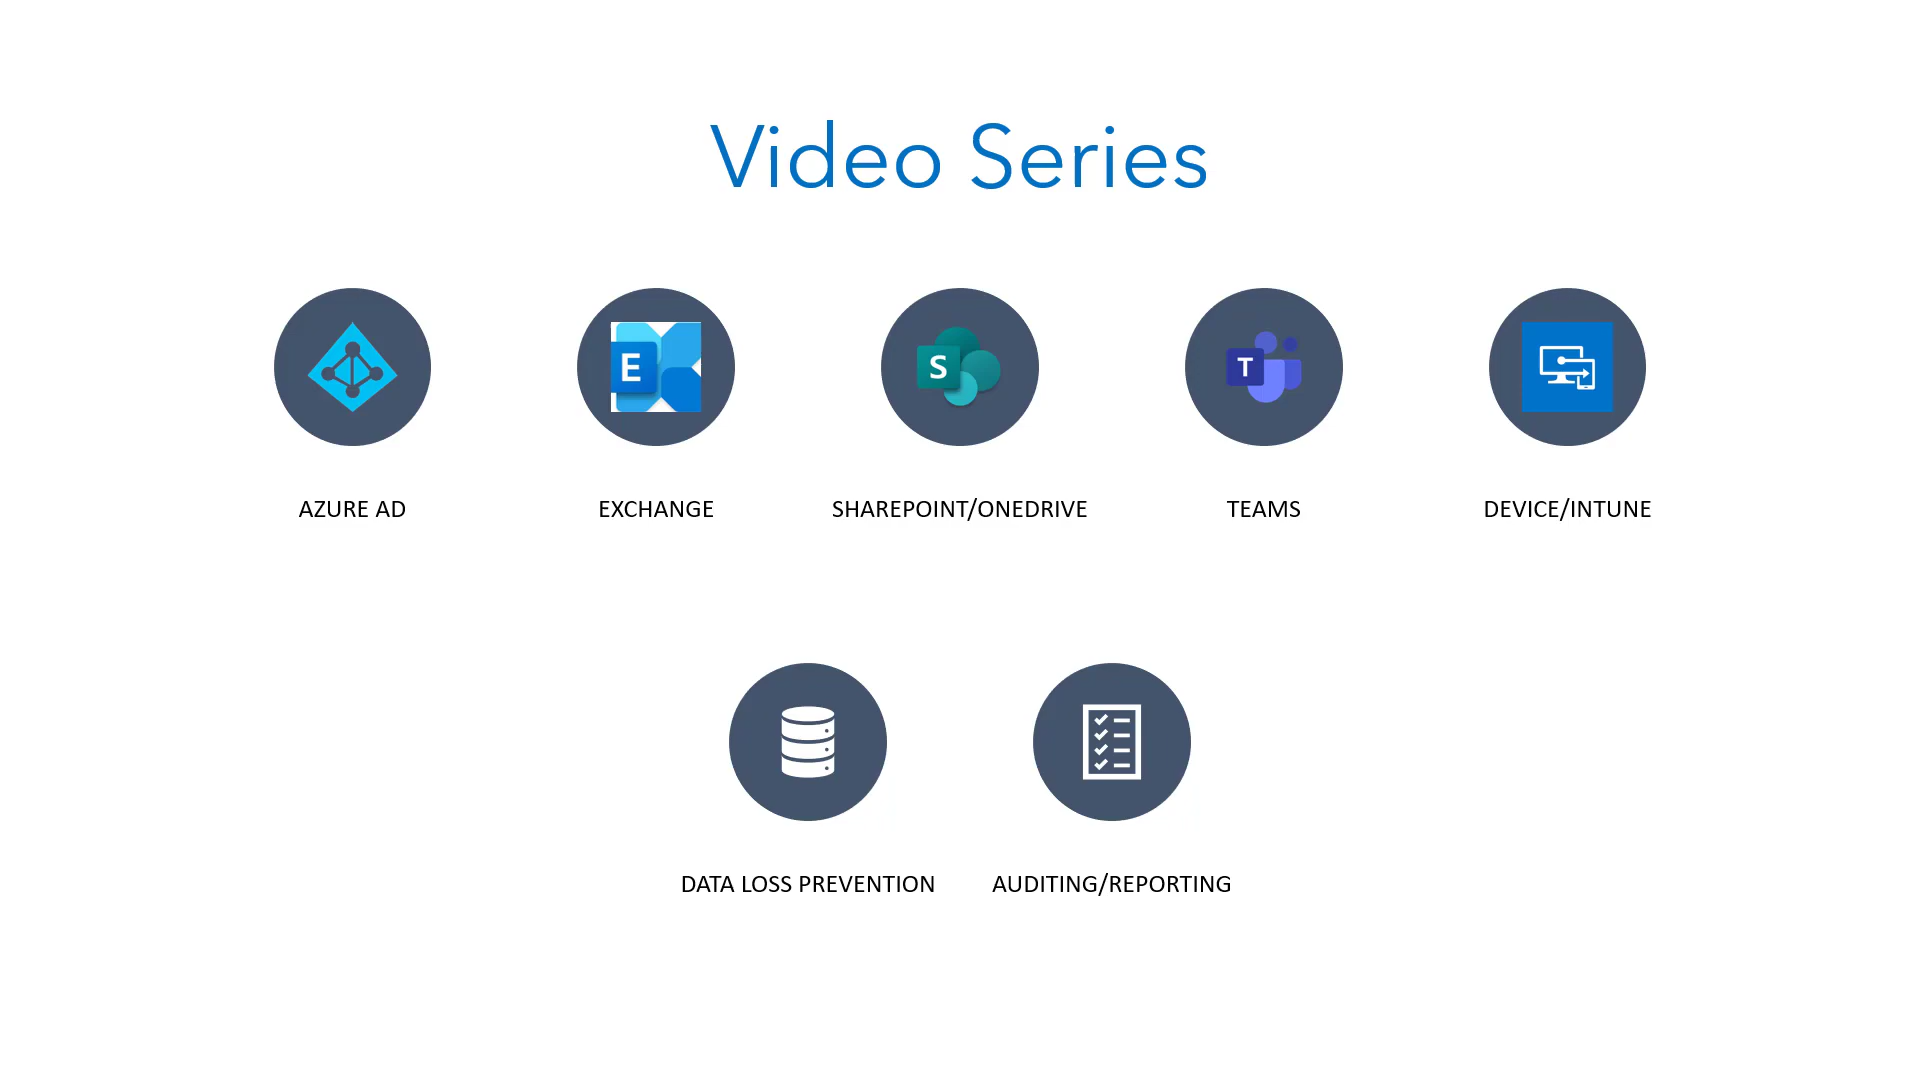 Video Series
E
S
T
AZURE AD
EXCHANGE
SHAREPOINT/ONEDRIVE
TEAMS
DEVICE/INTUNE
DATA LOSS PREVENTION
AUDITING/REPORTING